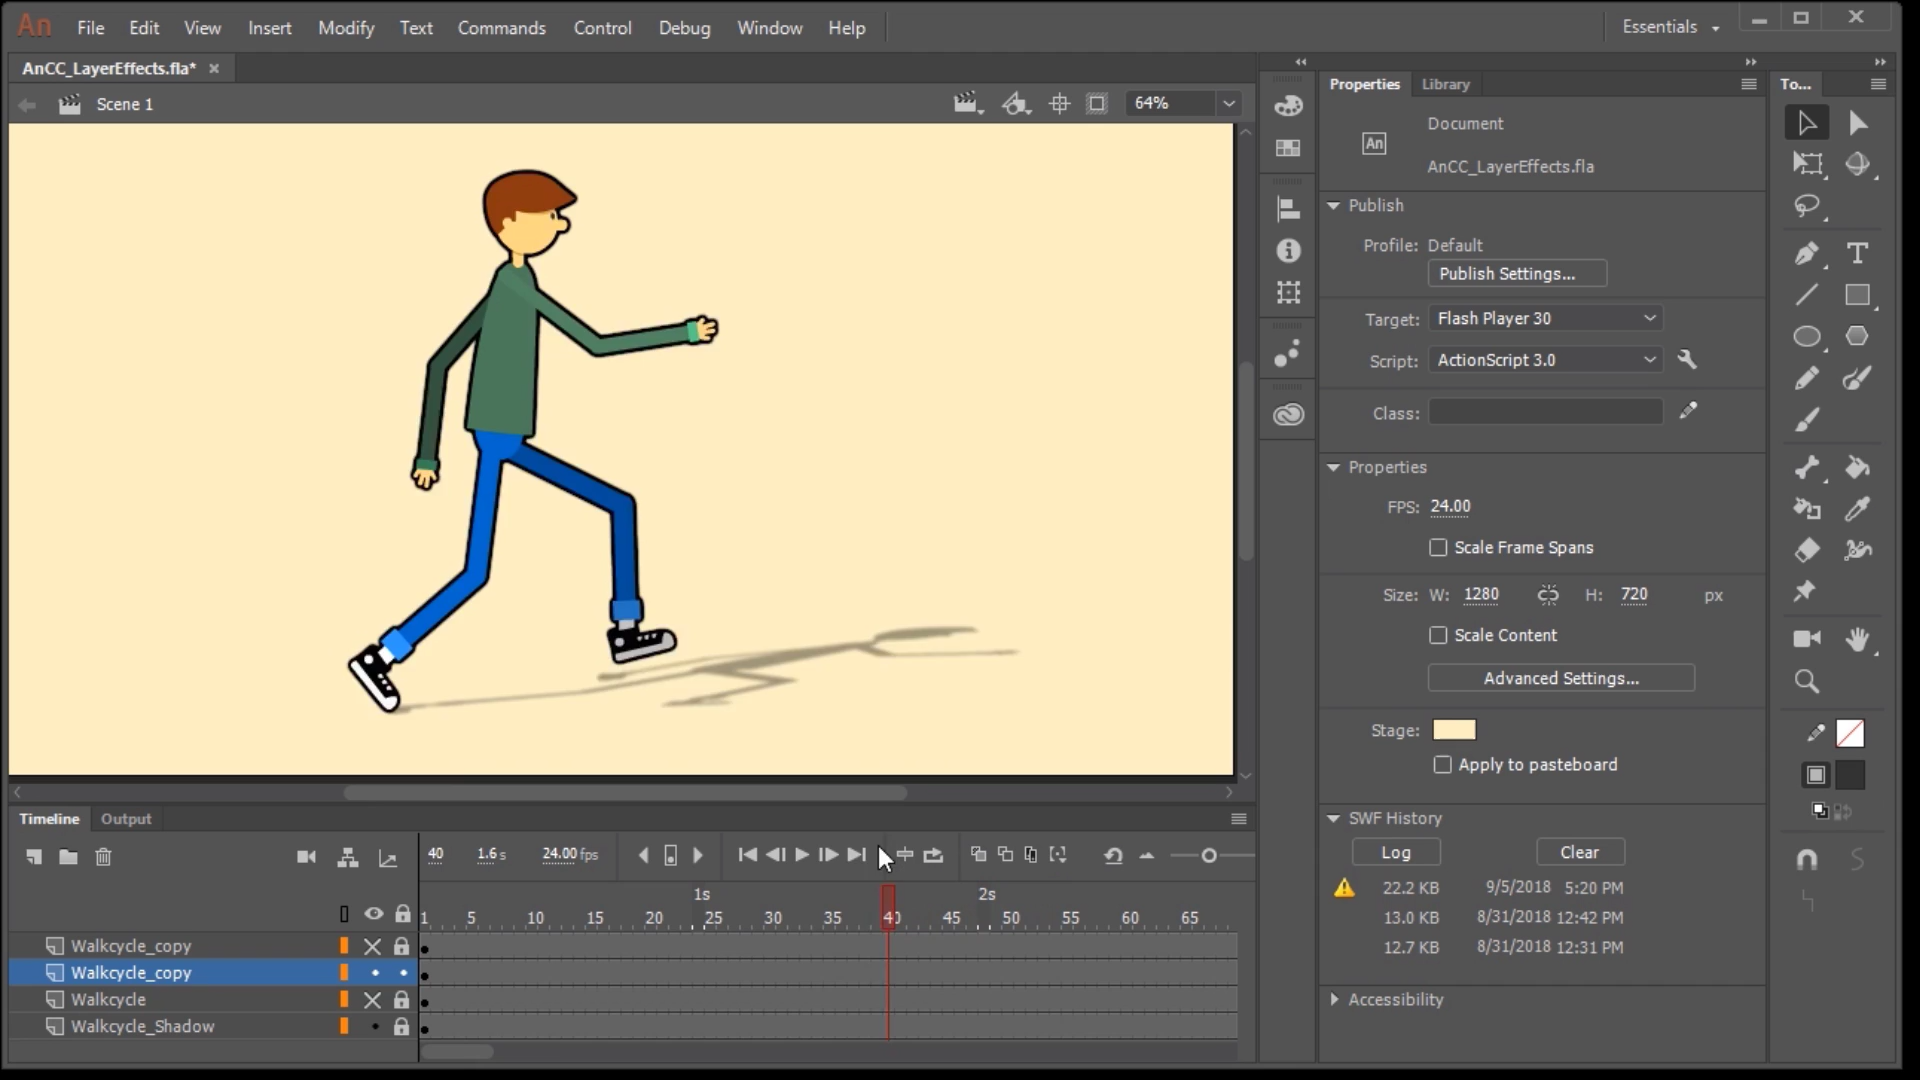 An File Edit View Insert Modify Text Commands Control Debug Window Help Essentials
AnCC_LayerEffects.fla*
Scene 1 64%
Properties Library
To...
Document
An
AnCC_LayerEffects.fla
Publish
Profile: Default
Publish Settings...
Target: Flash Player 30
Script: ActionScript 3.0
Class:
Properties
FPS: 24.00
Scale Frame Spans
Size: W: 1280 H: 720 px
Scale Content
Advanced Settings...
Stage:
Apply to pasteboard
SWF History
Log Clear
22.2 KB 9/5/2018 5:20 PM
13.0 KB 8/31/2018 12:42 PM
12.7 KB 8/31/2018 12:31 PM
Accessibility
Timeline Output
40 1.6 s 24.00 fps
1s 2s
1 5 10 15 20 25 30 35 40 45 50 55 60 65
Walkcycle_copy
Walkcycle_copy
Walkcycle
Walkcycle_Shadow